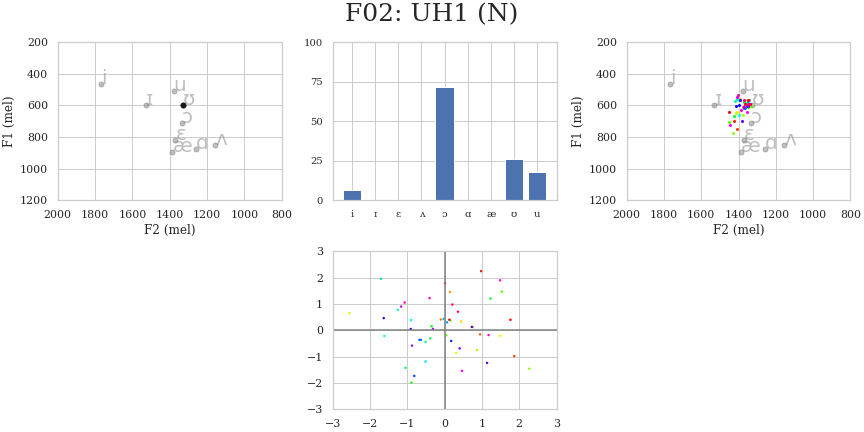 F02: UH1 (N)
200
400
600
800
1000
1200
F1 (mel)
2000 1800 1600 1400 1200 1000 800
F2 (mel)
i
ɪ
u
ʊ
ɔ
ɛ
æ
ɑ
ʌ
100
75
50
25
0
i ɪ ɛ ʌ ɔ ɑ æ ʊ u
200
400
600
800
1000
1200
F1 (mel)
2000 1800 1600 1400 1200 1000 800
F2 (mel)
i
ɪ
u
ʊ
ɔ
ɛ
æ
ɑ
ʌ
3
2
1
0
−1
−2
−3
−3 −2 −1 0 1 2 3